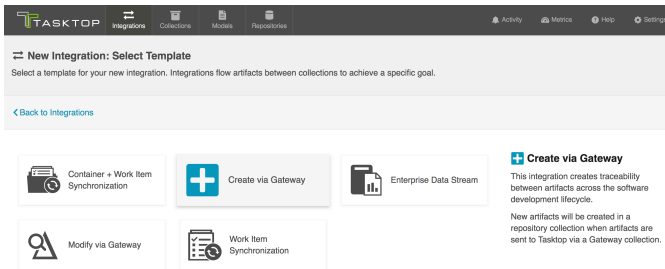 TASKTOP
Integrations
Collections
Models
Repositories
Activity
Metrics
Help
Settings
New Integration: Select Template
Select a template for your new integration. Integrations flow artifacts between collections to achieve a specific goal.
Back to Integrations
Container + Work Item
Synchronization
Create via Gateway
Enterprise Data Stream
Modify via Gateway
Work Item
Synchronization
Create via Gateway
This integration creates traceability
between artifacts across the software
development lifecycle.
New artifacts will be created in a
repository collection when artifacts are
sent to Tasktop via a Gateway collection.